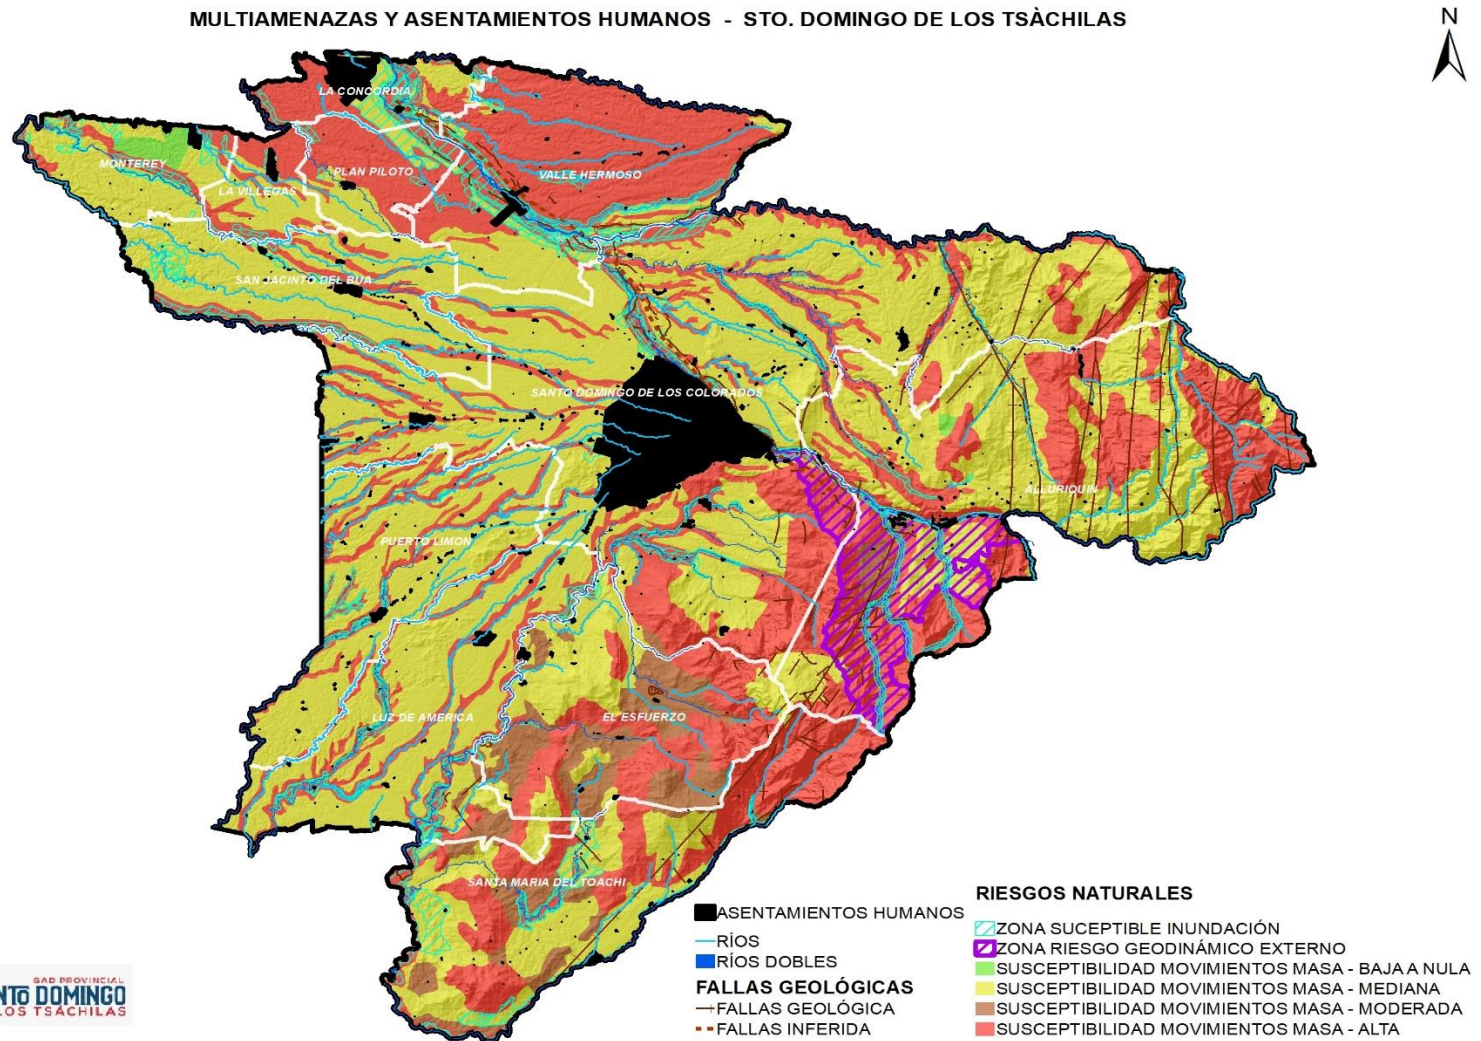 MULTIAMENAZAS Y ASENTAMIENTOS HUMANOS - STO. DOMINGO DE LOS TSÀCHILAS
N
LA CONCORDIA
MONTEREY
LA VILLEGAS
PLAN PILOTO
VALLE HERMOSO
SAN JACINTO DEL BUA
SANTO DOMINGO DE LOS COLORADOS
ALLURIQUIN
PUERTO LIMON
LUZ DE AMERICA
EL ESFUERZO
SANTA MARIA DEL TOACHI
ASENTAMIENTOS HUMANOS
RÍOS
RÍOS DOBLES
FALLAS GEOLÓGICAS
FALLAS GEOLÓGICA
FALLAS INFERIDA
RIESGOS NATURALES
ZONA SUCEPTIBLE INUNDACIÓN
ZONA RIESGO GEODINÁMICO EXTERNO
SUSCEPTIBILIDAD MOVIMIENTOS MASA - BAJA A NULA
SUSCEPTIBILIDAD MOVIMIENTOS MASA - MEDIANA
SUSCEPTIBILIDAD MOVIMIENTOS MASA - MODERADA
SUSCEPTIBILIDAD MOVIMIENTOS MASA - ALTA
GAD PROVINCIAL
NTO DOMINGO
LOS TSÁCHILAS